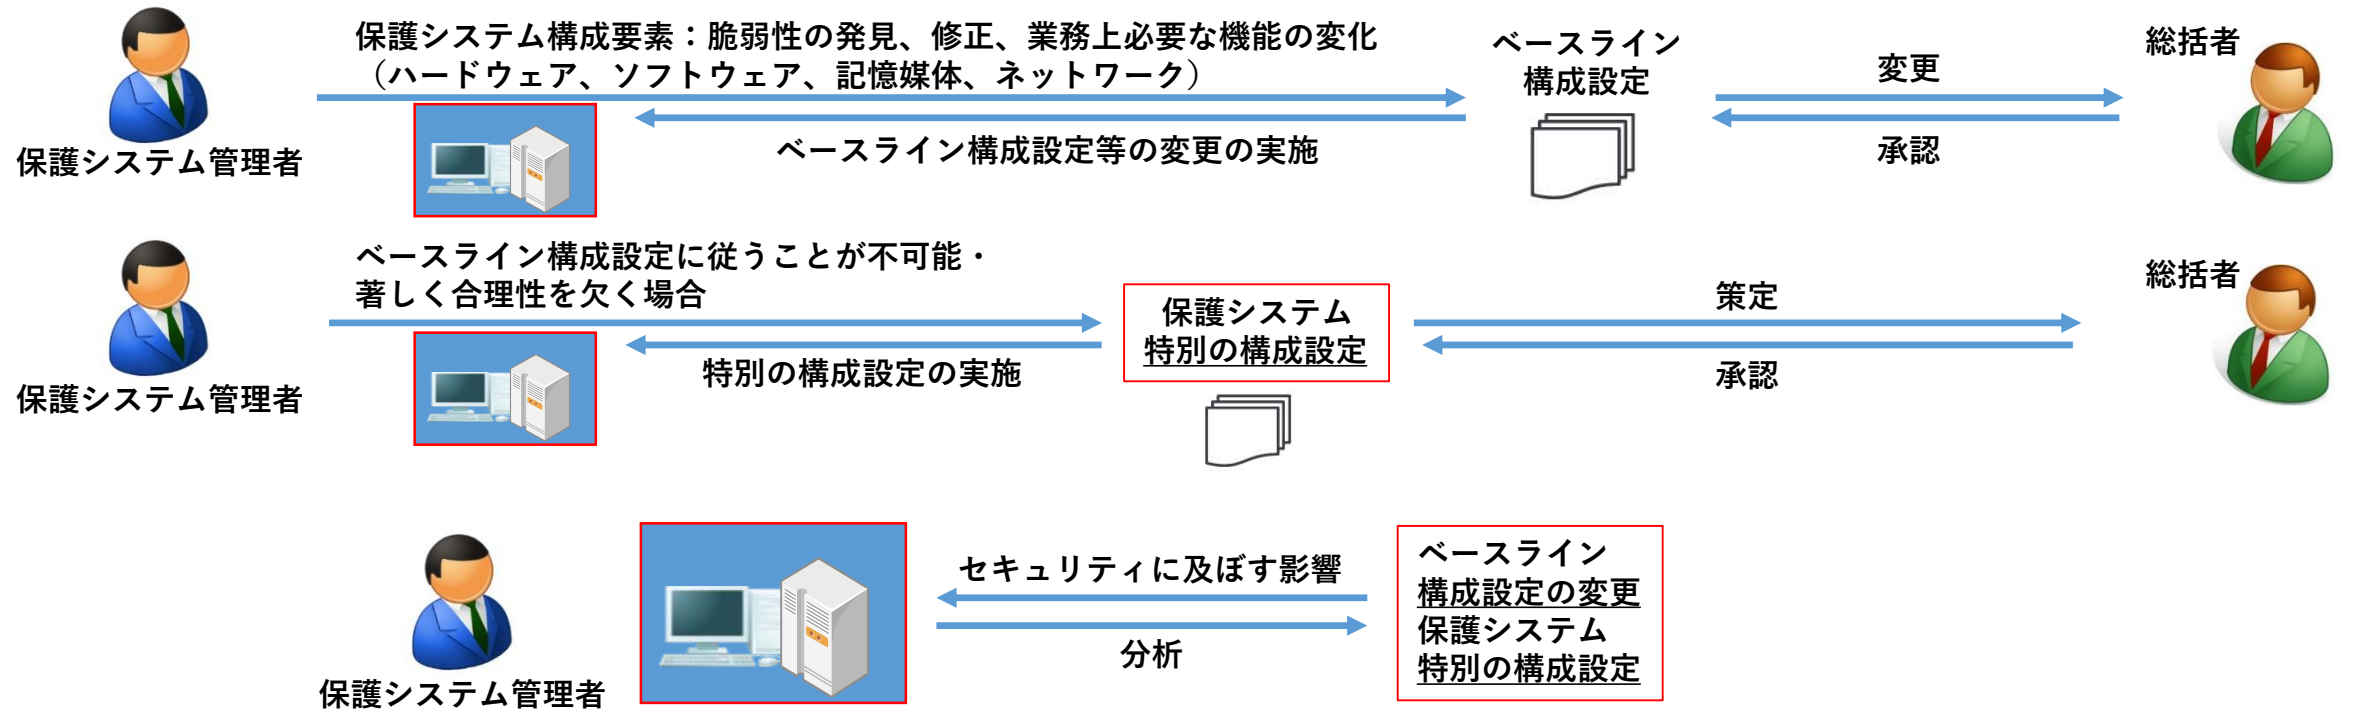 保護システム構成要素：脆弱性の発見、修正、業務上必要な機能の変化
（ハードウェア、ソフトウェア、記憶媒体、ネットワーク）
ベースライン
構成設定
変更
総括者
保護システム管理者
ベースライン構成設定等の変更の実施
承認
ベースライン構成設定に従うことが不可能・
著しく合理性を欠く場合
保護システム
特別の構成設定
策定
総括者
保護システム管理者
特別の構成設定の実施
承認
保護システム管理者
セキュリティに及ぼす影響
分析
ベースライン
構成設定の変更
保護システム
特別の構成設定